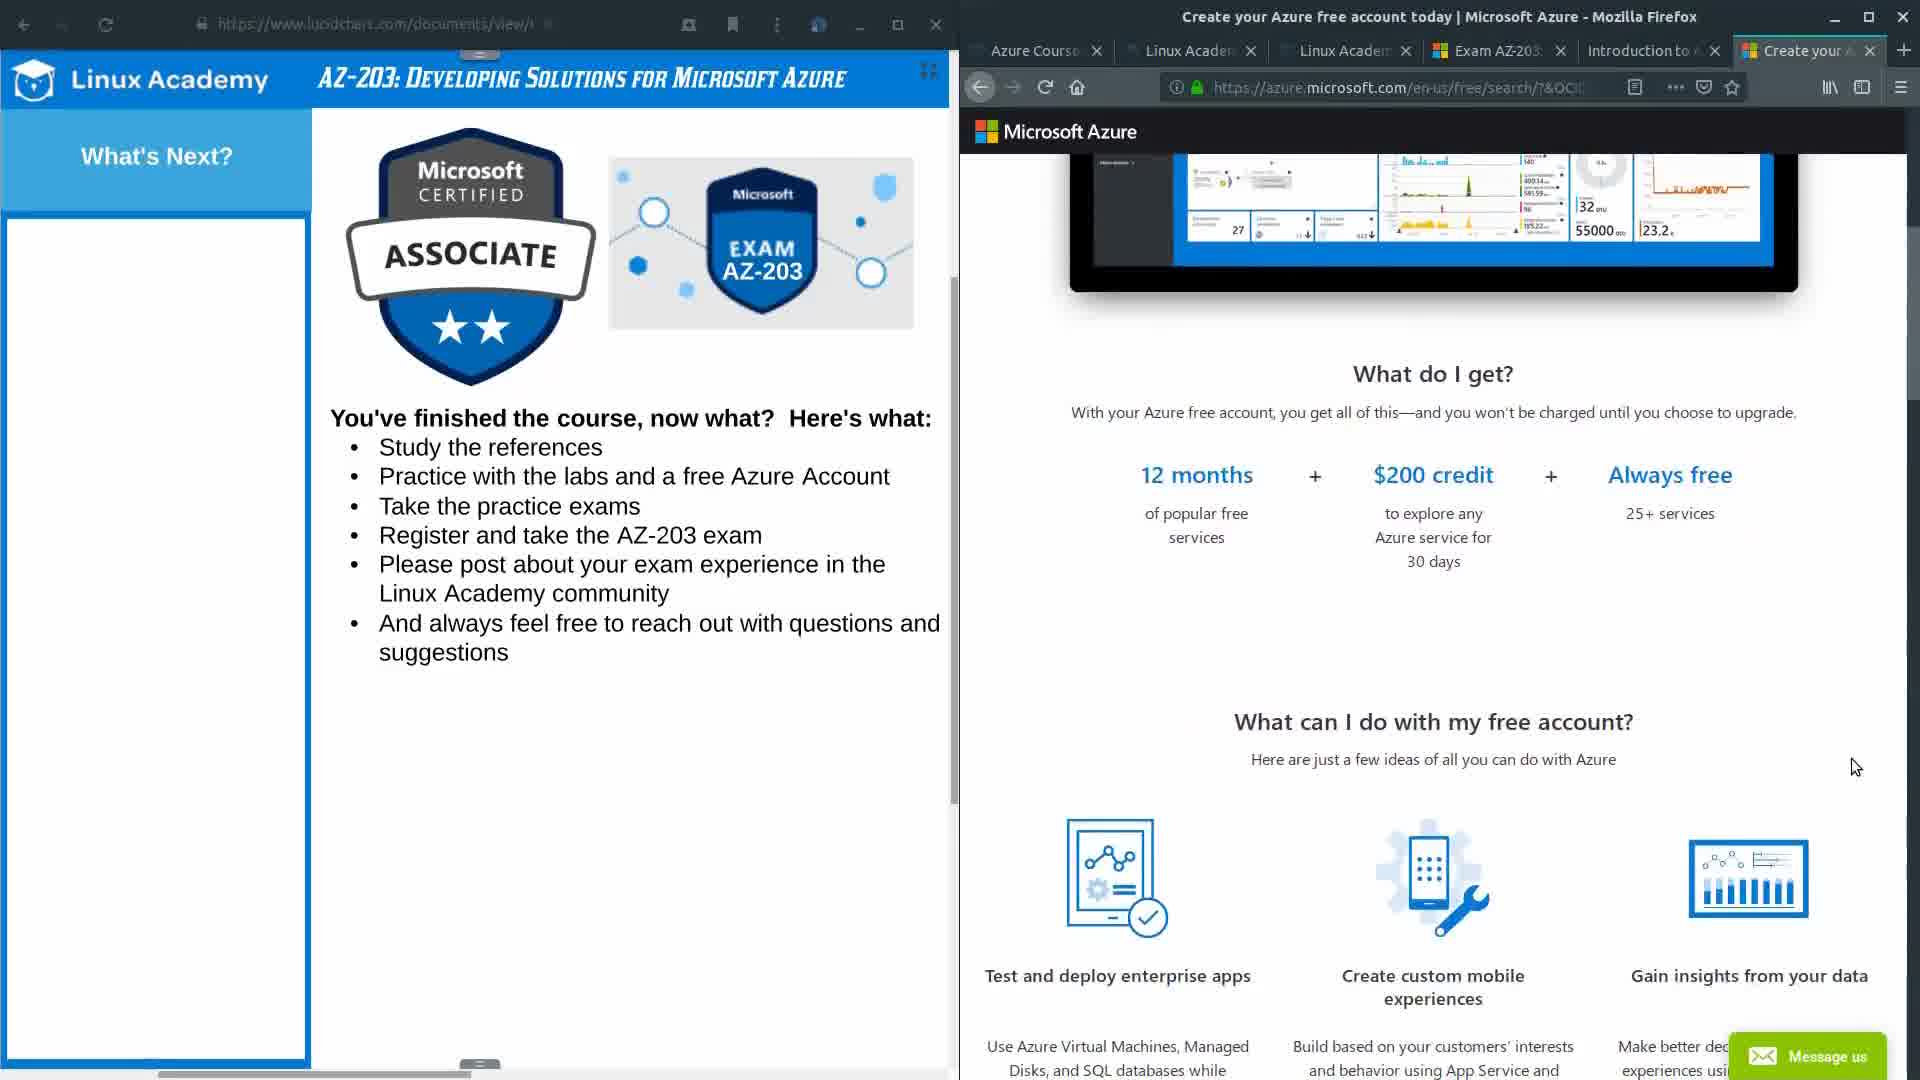 https://www.lucidchart.com/documents/view/
Linux Academy
AZ-203: Developing Solutions for Microsoft Azure
What's Next?
Microsoft
CERTIFIED
ASSOCIATE
Microsoft
EXAM
AZ-203
You've finished the course, now what?  Here's what:
• Study the references
• Practice with the labs and a free Azure Account
• Take the practice exams
• Register and take the AZ-203 exam
• Please post about your exam experience in the
Linux Academy community
• And always feel free to reach out with questions and
suggestions
Create your Azure free account today | Microsoft Azure - Mozilla Firefox
Azure Course
Linux Academ
Linux Academ
Exam AZ-203:
Introduction to
Create your
https://azure.microsoft.com/en-us/free/search/?&OCI
Microsoft Azure
27
32
55000
23.2
What do I get?
With your Azure free account, you get all of this—and you won't be charged until you choose to upgrade.
12 months + $200 credit + Always free
of popular free
services
to explore any
Azure service for
30 days
25+ services
What can I do with my free account?
Here are just a few ideas of all you can do with Azure
Test and deploy enterprise apps
Create custom mobile
experiences
Gain insights from your data
Use Azure Virtual Machines, Managed
Disks, and SQL databases while
Build based on your customers' interests
and behavior using App Service and
Make better
experiences
Message us